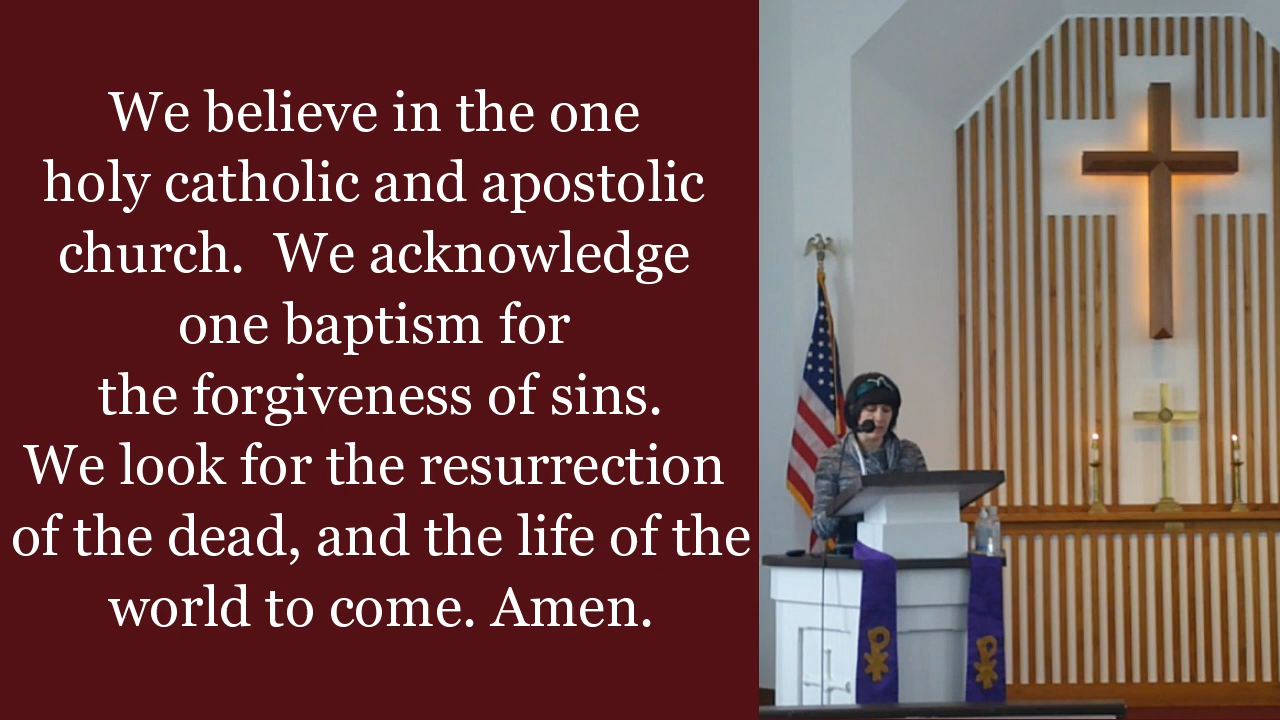 We believe in the one
holy catholic and apostolic
church.  We acknowledge
one baptism for
the forgiveness of sins.
We look for the resurrection
of the dead, and the life of the
world to come. Amen.